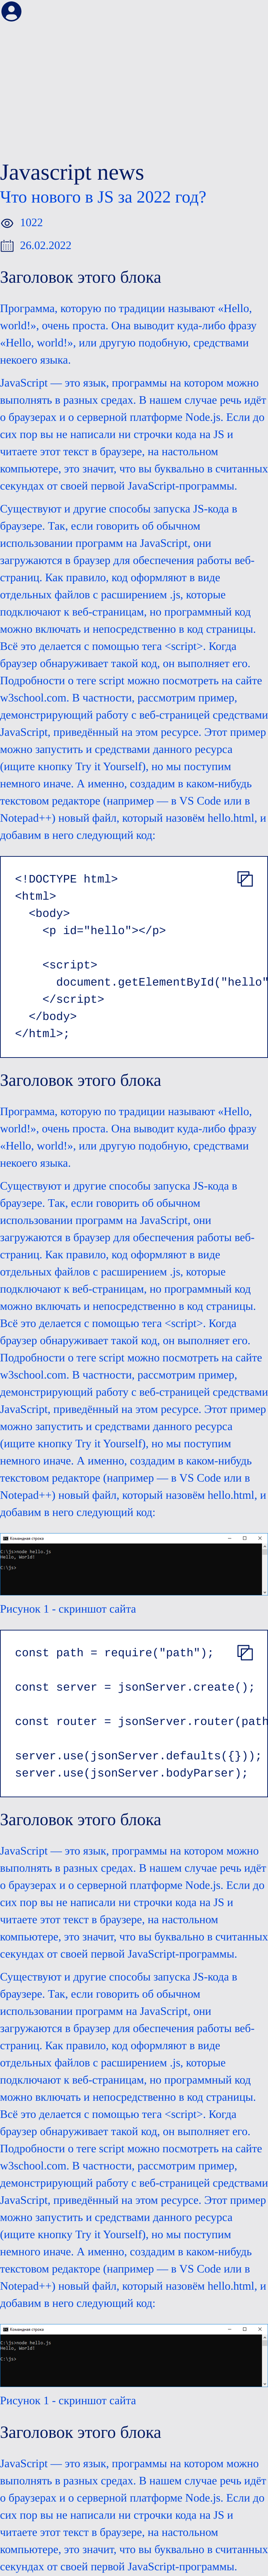 Javascript news
Что нового в JS за 2022 год?
1022
26.02.2022
Заголовок этого блока
Программа, которую по традиции называют «Hello,
world!», очень проста. Она выводит куда-либо фразу
«Hello, world!», или другую подобную, средствами
некоего языка.
JavaScript — это язык, программы на котором можно
выполнять в разных средах. В нашем случае речь идёт
о браузерах и о серверной платформе Node.js. Если до
сих пор вы не написали ни строчки кода на JS и
читаете этот текст в браузере, на настольном
компьютере, это значит, что вы буквально в считанных
секундах от своей первой JavaScript-программы.
Существуют и другие способы запуска JS-кода в
браузере. Так, если говорить об обычном
использовании программ на JavaScript, они
загружаются в браузер для обеспечения работы веб-
страниц. Как правило, код оформляют в виде
отдельных файлов с расширением .js, которые
подключают к веб-страницам, но программный код
можно включать и непосредственно в код страницы.
Всё это делается с помощью тега <script>. Когда
браузер обнаруживает такой код, он выполняет его.
Подробности о теге script можно посмотреть на сайте
w3school.com. В частности, рассмотрим пример,
демонстрирующий работу с веб-страницей средствами
JavaScript, приведённый на этом ресурсе. Этот пример
можно запустить и средствами данного ресурса
(ищите кнопку Try it Yourself), но мы поступим
немного иначе. А именно, создадим в каком-нибудь
текстовом редакторе (например — в VS Code или в
Notepad++) новый файл, который назовём hello.html, и
добавим в него следующий код:
<!DOCTYPE html>
<html>
<body>
<p id="hello"></p>
<script>
document.getElementById("hello"
</script>
</body>
</html>;
Заголовок этого блока
Программа, которую по традиции называют «Hello,
world!», очень проста. Она выводит куда-либо фразу
«Hello, world!», или другую подобную, средствами
некоего языка.
Существуют и другие способы запуска JS-кода в
браузере. Так, если говорить об обычном
использовании программ на JavaScript, они
загружаются в браузер для обеспечения работы веб-
страниц. Как правило, код оформляют в виде
отдельных файлов с расширением .js, которые
подключают к веб-страницам, но программный код
можно включать и непосредственно в код страницы.
Всё это делается с помощью тега <script>. Когда
браузер обнаруживает такой код, он выполняет его.
Подробности о теге script можно посмотреть на сайте
w3school.com. В частности, рассмотрим пример,
демонстрирующий работу с веб-страницей средствами
JavaScript, приведённый на этом ресурсе. Этот пример
можно запустить и средствами данного ресурса
(ищите кнопку Try it Yourself), но мы поступим
немного иначе. А именно, создадим в каком-нибудь
текстовом редакторе (например — в VS Code или в
Notepad++) новый файл, который назовём hello.html, и
добавим в него следующий код:
Командная строка
C:\js>node hello.js
Hello, World!
C:\js>
Рисунок 1 - скриншот сайта
const path = require("path");
const server = jsonServer.create();
const router = jsonServer.router(path
server.use(jsonServer.defaults({}));
server.use(jsonServer.bodyParser);
Заголовок этого блока
JavaScript — это язык, программы на котором можно
выполнять в разных средах. В нашем случае речь идёт
о браузерах и о серверной платформе Node.js. Если до
сих пор вы не написали ни строчки кода на JS и
читаете этот текст в браузере, на настольном
компьютере, это значит, что вы буквально в считанных
секундах от своей первой JavaScript-программы.
Существуют и другие способы запуска JS-кода в
браузере. Так, если говорить об обычном
использовании программ на JavaScript, они
загружаются в браузер для обеспечения работы веб-
страниц. Как правило, код оформляют в виде
отдельных файлов с расширением .js, которые
подключают к веб-страницам, но программный код
можно включать и непосредственно в код страницы.
Всё это делается с помощью тега <script>. Когда
браузер обнаруживает такой код, он выполняет его.
Подробности о теге script можно посмотреть на сайте
w3school.com. В частности, рассмотрим пример,
демонстрирующий работу с веб-страницей средствами
JavaScript, приведённый на этом ресурсе. Этот пример
можно запустить и средствами данного ресурса
(ищите кнопку Try it Yourself), но мы поступим
немного иначе. А именно, создадим в каком-нибудь
текстовом редакторе (например — в VS Code или в
Notepad++) новый файл, который назовём hello.html, и
добавим в него следующий код:
Командная строка
C:\js>node hello.js
Hello, World!
C:\js>
Рисунок 1 - скриншот сайта
Заголовок этого блока
JavaScript — это язык, программы на котором можно
выполнять в разных средах. В нашем случае речь идёт
о браузерах и о серверной платформе Node.js. Если до
сих пор вы не написали ни строчки кода на JS и
читаете этот текст в браузере, на настольном
компьютере, это значит, что вы буквально в считанных
секундах от своей первой JavaScript-программы.